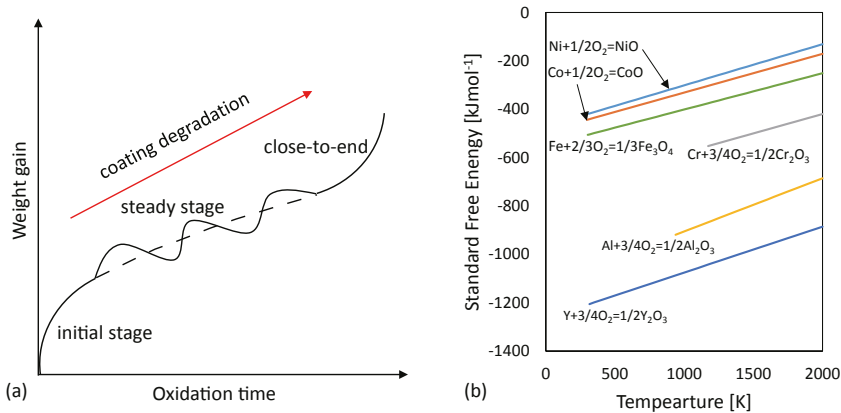 Weight gain
coating degradation
close-to-end
steady stage
initial stage
(a)
Oxidation time
Standard Free Enengy [kJmol-1]
0
-200
-400
-600
-800
-1000
-1200
-1400
Ni+1/2O2=NiO
Co+1/2O2=CoO
Fe+2/3O2=1/3Fe3O4
Cr+3/4O2=1/2Cr2O3
Al+3/4O2=1/2Al2O3
Y+3/4O2=1/2Y2O3
0
500
1000
1500
2000
(b)
Tempearture [K]